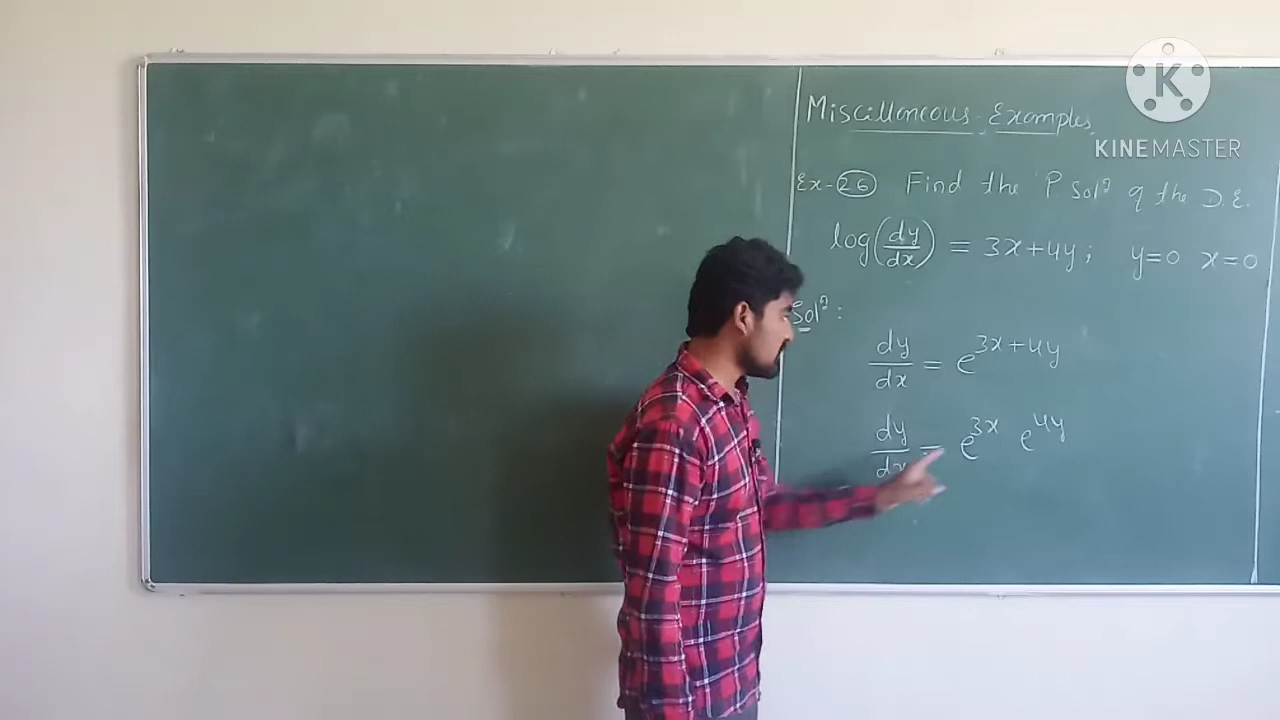 Miscillaneous Examples
Ex-26 Find the P. Solⁿ of the D.E.
log(dy/dx) = 3x+4y; y=0 x=0
Solⁿ:
dy/dx = e^{3x+4y}
dy/dx = e^{3x} e^{4y}
K
KINEMASTER